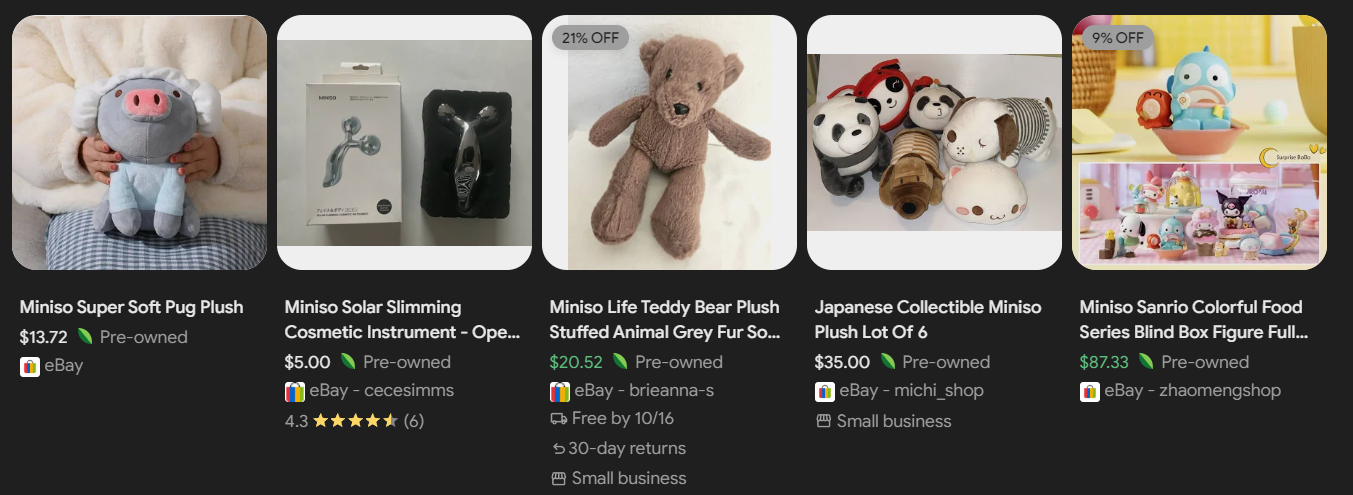 21% OFF
9% OFF
MINISO
Surprise BoBo
Miniso Super Soft Pug Plush
$13.72 Pre-owned
eBay
Miniso Solar Slimming
Cosmetic Instrument - Ope...
$5.00 Pre-owned
eBay - cecesimms
4.3 (6)
Miniso Life Teddy Bear Plush
Stuffed Animal Grey Fur So...
$20.52 Pre-owned
eBay - brieanna-s
Free by 10/16
30-day returns
Small business
Japanese Collectible Miniso
Plush Lot Of 6
$35.00 Pre-owned
eBay - michi_shop
Small business
Miniso Sanrio Colorful Food
Series Blind Box Figure Full...
$87.33 Pre-owned
eBay - zhaomengshop